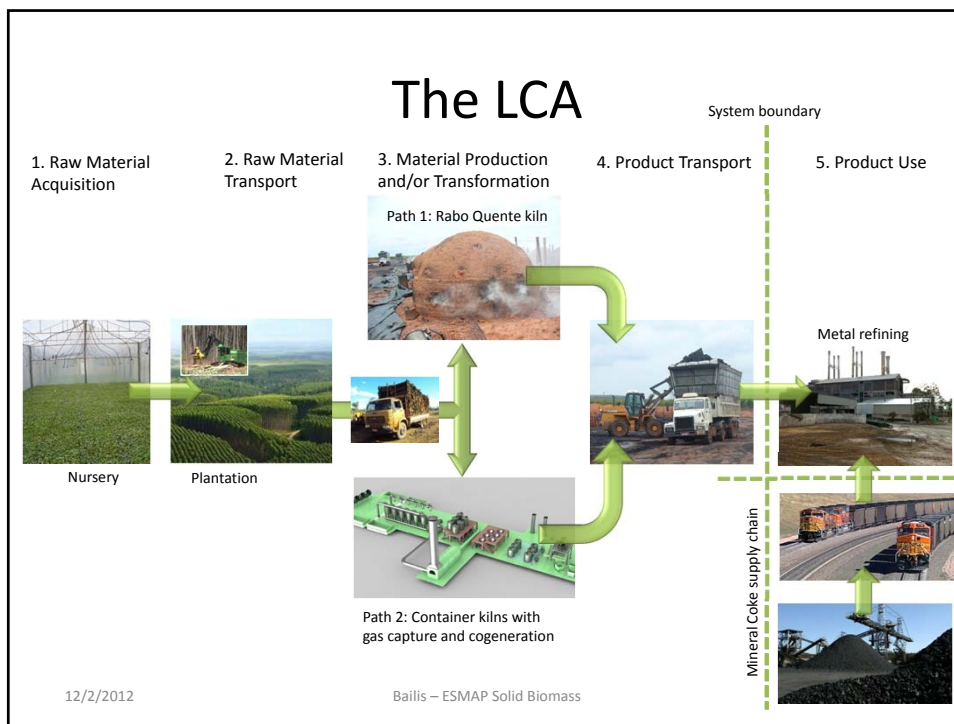 The LCA
System boundary
1. Raw Material
Acquisition
2. Raw Material
Transport
3. Material Production
and/or Transformation
4. Product Transport
5. Product Use
Path 1: Rabo Quente kiln
Metal refining
Nursery
Plantation
Path 2: Container kilns with
gas capture and cogeneration
Mineral Coke supply chain
12/2/2012
Bailis – ESMAP Solid Biomass